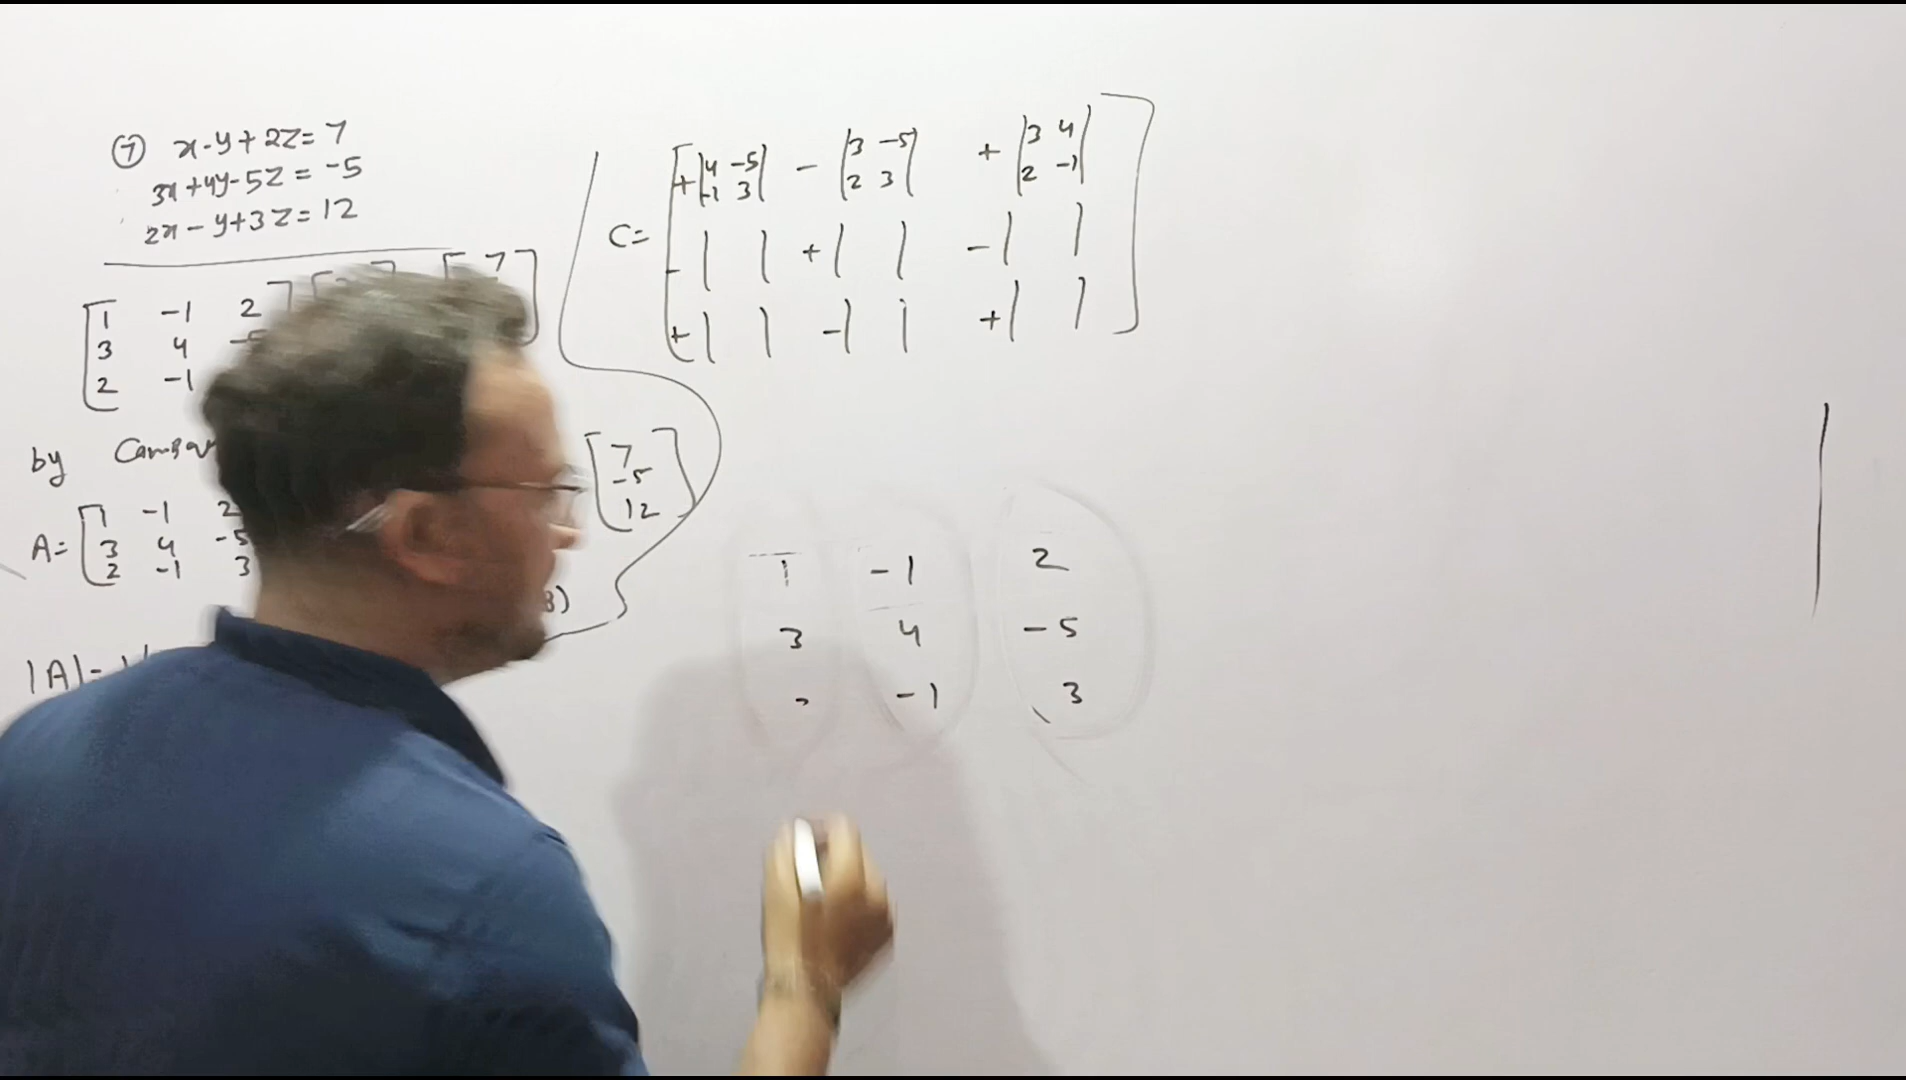 ⑦ x - y + 2z = 7
3x + 4y - 5z = -5
2x - y + 3z = 12
1 -1 2 7
3 4 -5
2 -1
by
A = 1 -1 2
3 4 -5
2 -1 3
7
-5
12
|A| =
C = + |4 -5| - |3 -5| + |3 4|
|-1 3| |2 3| |2 -1|
- | | + | | - | |
+ | | - | | + | |
1 -1 2
3 4 -5
-1 3